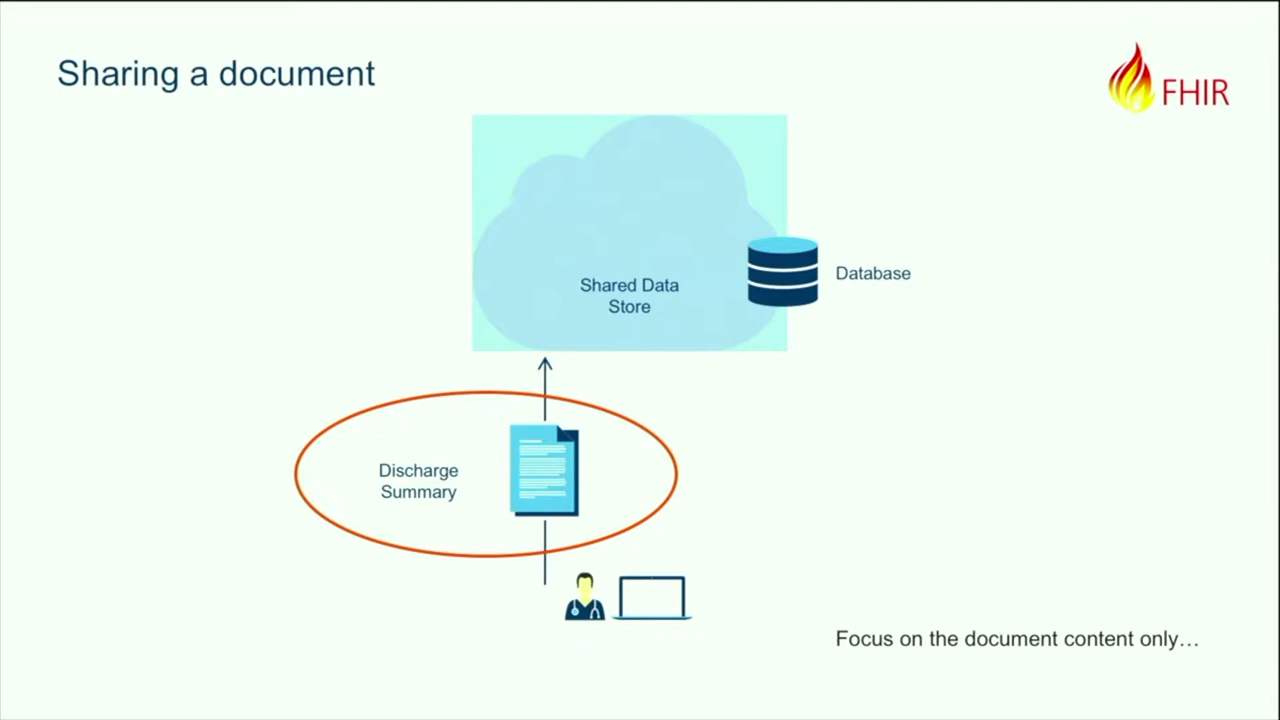 Sharing a document
FHIR
Shared Data
Store
Database
Discharge
Summary
Focus on the document content only…